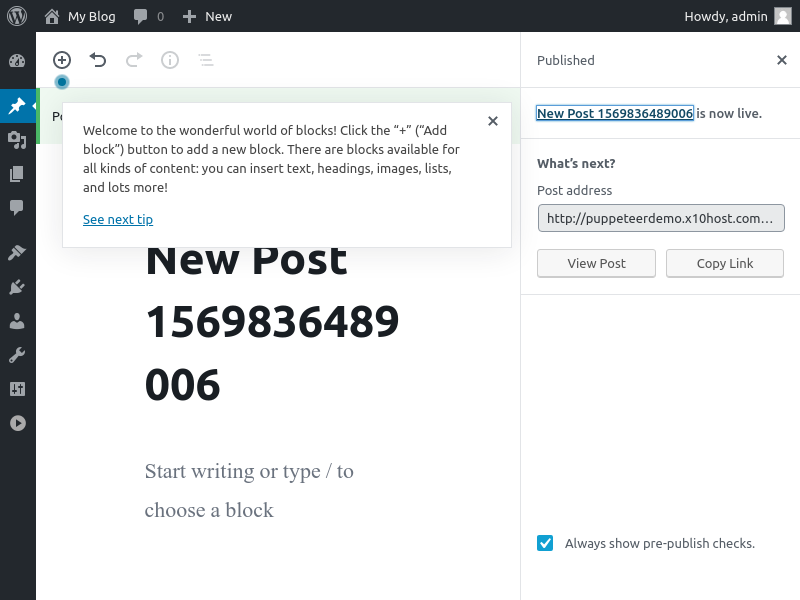 My Blog 0 New Howdy, admin
Published
Welcome to the wonderful world of blocks! Click the “+” (“Add
block”) button to add a new block. There are blocks available for
all kinds of content: you can insert text, headings, images, lists,
and lots more!
See next tip
New Post
1569836489
006
Start writing or type / to
choose a block
New Post 1569836489006 is now live.
What’s next?
Post address
http://puppeteerdemo.x10host.com...
View Post Copy Link
Always show pre-publish checks.